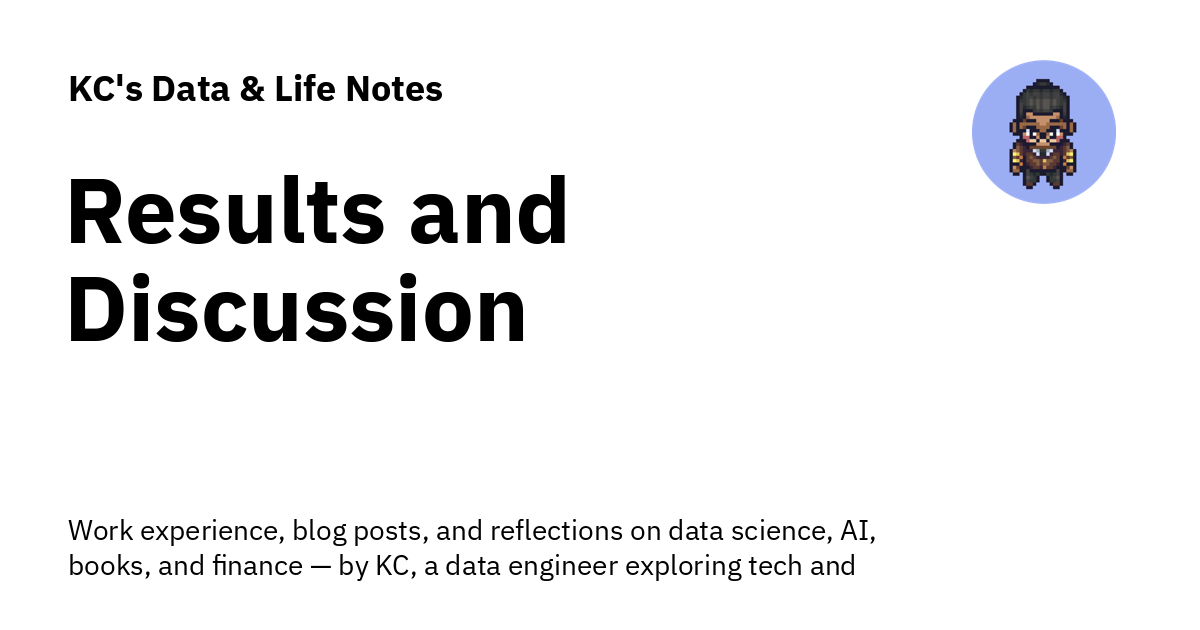 KC's Data & Life Notes
Results and
Discussion
Work experience, blog posts, and reflections on data science, AI,
books, and finance — by KC, a data engineer exploring tech and